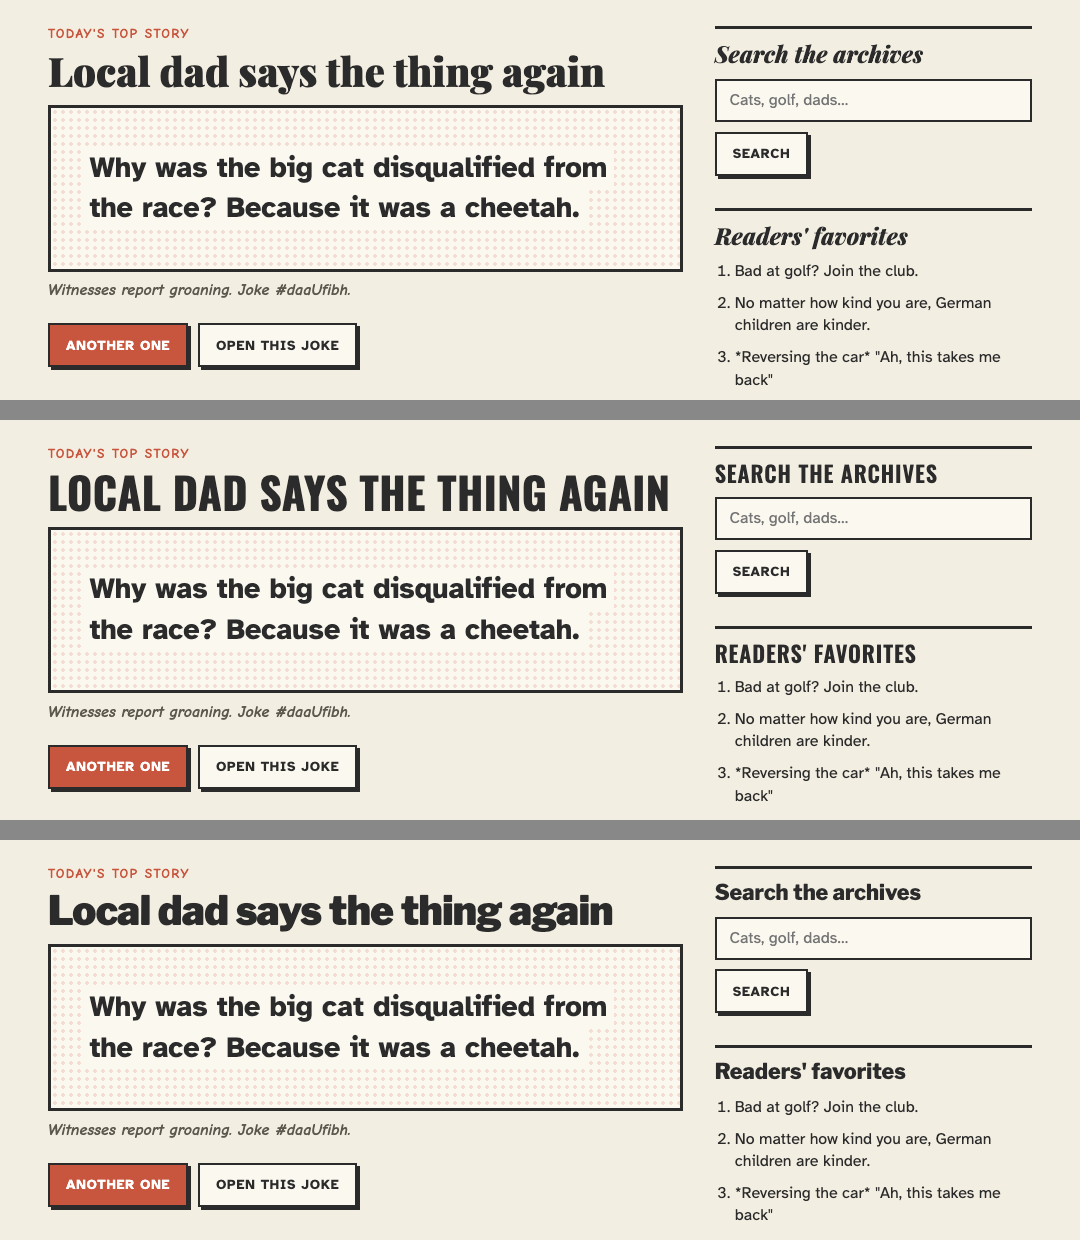 TODAY'S TOP STORY
Local dad says the thing again
Why was the big cat disqualified from
the race? Because it was a cheetah.
Witnesses report groaning. Joke #daaUfibh.
ANOTHER ONE
OPEN THIS JOKE
Search the archives
Cats, golf, dads...
SEARCH
Readers' favorites
1. Bad at golf? Join the club.
2. No matter how kind you are, German
children are kinder.
3. *Reversing the car* "Ah, this takes me
back"
TODAY'S TOP STORY
LOCAL DAD SAYS THE THING AGAIN
Why was the big cat disqualified from
the race? Because it was a cheetah.
Witnesses report groaning. Joke #daaUfibh.
ANOTHER ONE
OPEN THIS JOKE
SEARCH THE ARCHIVES
Cats, golf, dads...
SEARCH
READERS' FAVORITES
1. Bad at golf? Join the club.
2. No matter how kind you are, German
children are kinder.
3. *Reversing the car* "Ah, this takes me
back"
TODAY'S TOP STORY
Local dad says the thing again
Why was the big cat disqualified from
the race? Because it was a cheetah.
Witnesses report groaning. Joke #daaUfibh.
ANOTHER ONE
OPEN THIS JOKE
Search the archives
Cats, golf, dads...
SEARCH
Readers' favorites
1. Bad at golf? Join the club.
2. No matter how kind you are, German
children are kinder.
3. *Reversing the car* "Ah, this takes me
back"